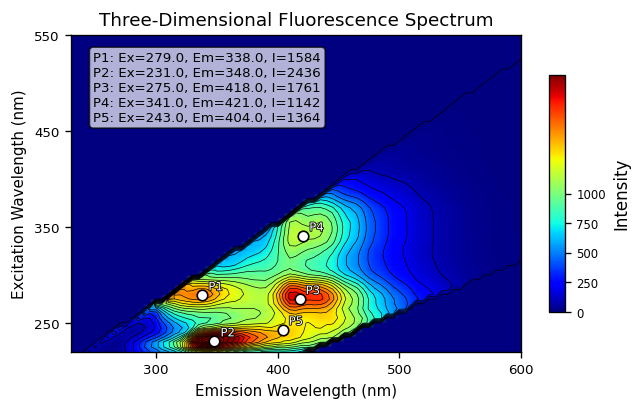 Three-Dimensional Fluorescence Spectrum
550
450
350
250
Excitation Wavelength (nm)
P1: Ex=279.0, Em=338.0, I=1584
P2: Ex=231.0, Em=348.0, I=2436
P3: Ex=275.0, Em=418.0, I=1761
P4: Ex=341.0, Em=421.0, I=1142
P5: Ex=243.0, Em=404.0, I=1364
P4
P1
P3
P5
P2
300
400
500
600
Emission Wavelength (nm)
1000
750
500
250
0
Intensity